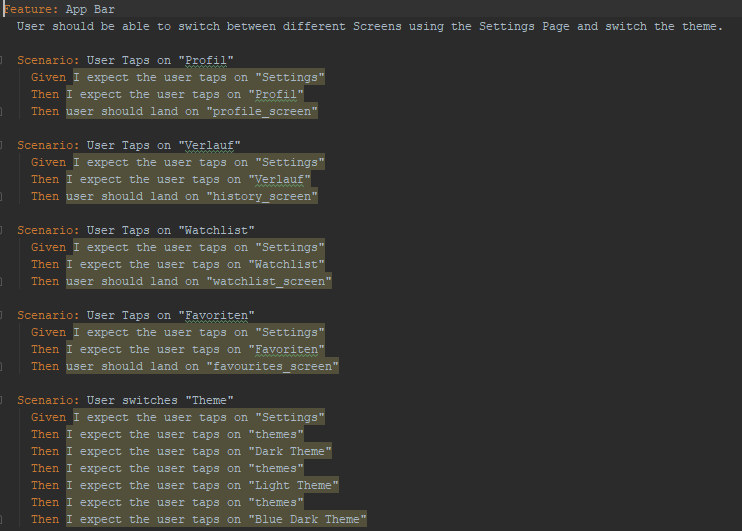 Feature: App Bar
User should be able to switch between different Screens using the Settings Page and switch the theme.
Scenario: User Taps on "Profil"
Given I expect the user taps on "Settings"
Then I expect the user taps on "Profil"
Then user should land on "profile_screen"
Scenario: User Taps on "Verlauf"
Given I expect the user taps on "Settings"
Then I expect the user taps on "Verlauf"
Then user should land on "history_screen"
Scenario: User Taps on "Watchlist"
Given I expect the user taps on "Settings"
Then I expect the user taps on "Watchlist"
Then user should land on "watchlist_screen"
Scenario: User Taps on "Favoriten"
Given I expect the user taps on "Settings"
Then I expect the user taps on "Favoriten"
Then user should land on "favourites_screen"
Scenario: User switches "Theme"
Given I expect the user taps on "Settings"
Then I expect the user taps on "themes"
Then I expect the user taps on "Dark Theme"
Then I expect the user taps on "themes"
Then I expect the user taps on "Light Theme"
Then I expect the user taps on "themes"
Then I expect the user taps on "Blue Dark Theme"